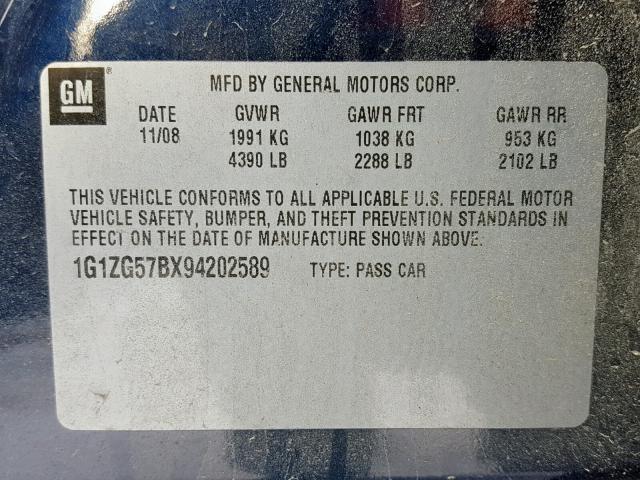 GM®
MFD BY GENERAL MOTORS CORP.
DATE GVWR GAWR FRT GAWR RR
11/08 1991 KG 1038 KG 953 KG
4390 LB 2288 LB 2102 LB
THIS VEHICLE CONFORMS TO ALL APPLICABLE U.S. FEDERAL MOTOR
VEHICLE SAFETY, BUMPER, AND THEFT PREVENTION STANDARDS IN
EFFECT ON THE DATE OF MANUFACTURE SHOWN ABOVE.
1G1ZG57BX94202589 TYPE: PASS CAR